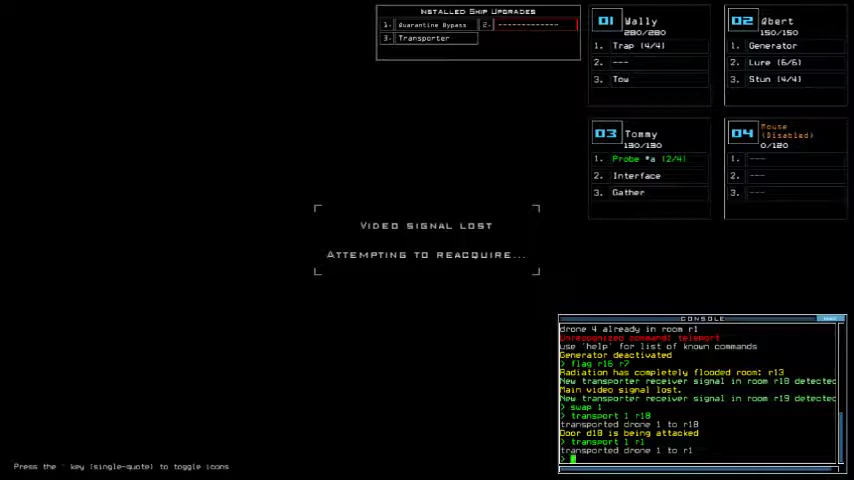 Installed Ship Upgrades
1. Quarantine Bypass 2. -------------
3. Transporter
01 Wally
280/280
1. Trap (4/4)
2. ---
3. Tow
02 Qbert
150/150
1. Generator
2. Lure (6/6)
3. Stun (4/4)
03 Tommy
130/130
1. Probe *a (2/4)
2. Interface
3. Gather
04 Mouse
(Disabled)
0/120
1. ---
2. ---
3. ---
Video signal lost
Attempting to reacquire...
Console
drone 4 already in room r1
Unrecognized command: teleport
use 'help' for list of known commands
Generator deactivated
> flag r16 r7
Radiation has completely flooded room: r13
New transporter receiver signal in room r18 detected
Main video signal lost.
New transporter receiver signal in room r19 detected
> swap 1
> transport 1 r18
transported drone 1 to r18
Door d18 is being attacked
> transport 1 r1
transported drone 1 to r1
>
Press the ` key (single-quote) to toggle icons